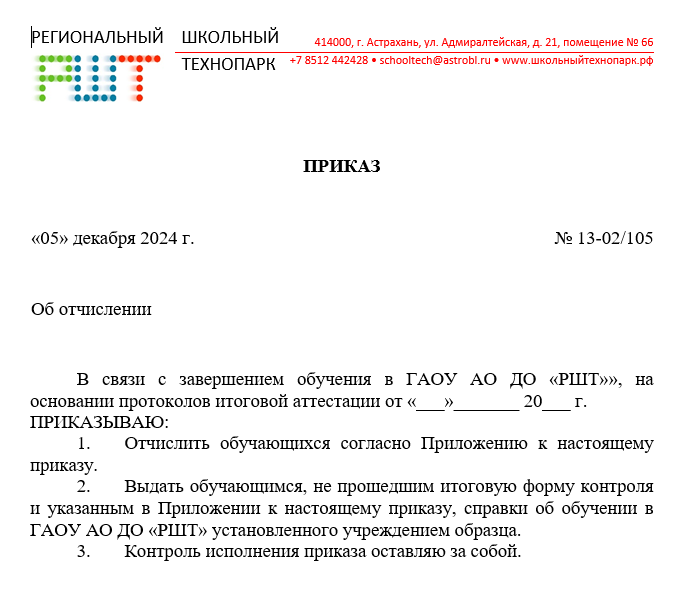 РЕГИОНАЛЬНЫЙ ШКОЛЬНЫЙ
ТЕХНОПАРК
РШТ
414000, г. Астрахань, ул. Адмиралтейская, д. 21, помещение № 66
+7 8512 442428 • schooltech@astrobl.ru • www.школьныйтехнопарк.рф
ПРИКАЗ
«05» декабря 2024 г. № 13-02/105
Об отчислении
В связи с завершением обучения в ГАОУ АО ДО «РШТ»», на
основании протоколов итоговой аттестации от «___»_______ 20___ г.
ПРИКАЗЫВАЮ:
1. Отчислить обучающихся согласно Приложению к настоящему
приказу.
2. Выдать обучающимся, не прошедшим итоговую форму контроля
и указанным в Приложении к настоящему приказу, справки об обучении в
ГАОУ АО ДО «РШТ» установленного учреждением образца.
3. Контроль исполнения приказа оставляю за собой.